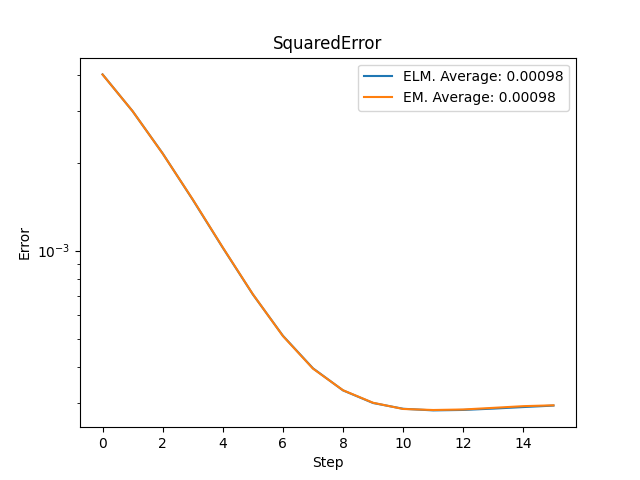 SquaredError
ELM. Average: 0.00098
EM. Average: 0.00098
Error
10⁻³
0 2 4 6 8 10 12 14
Step